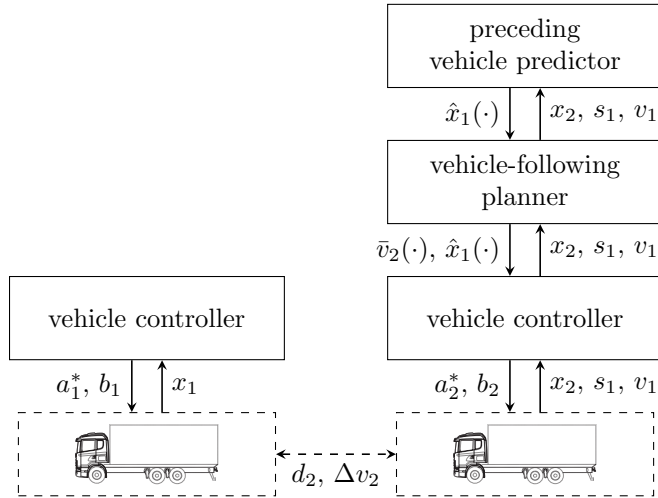 preceding
vehicle predictor
x̂₁(·)
x₂, s₁, v₁
vehicle-following
planner
v̄₂(·), x̂₁(·)
x₂, s₁, v₁
vehicle controller
vehicle controller
a₁*, b₁
x₁
a₂*, b₂
x₂, s₁, v₁
d₂, Δv₂